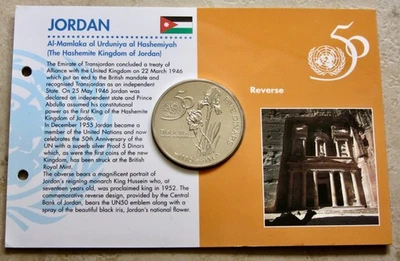 JORDAN
Al-Mamlaka al Urduniya al Hashemiyah
(The Hashemite Kingdom of Jordan)
The Emirate of Transjordan concluded a treaty of
Alliance with the United Kingdom on 22 March 1946
which put an end to the British mandate and
recognised Transjordan as an independent
State. On 25 May 1946 Jordan was
declared an independent state and Prince
Abdulla assumed his constitutional
power as the first King of the Hashemite
Kingdom of Jordan.
In December 1955 Jordan became a
member of the United Nations and now
celebrates the 50th Anniversary of the
UN with a superb silver Proof 5 Dinors
which, as were the first coins of the new
Kingdom, has been struck at the British
Royal Mint.
The obverse bears a magnificent portrait of
Jordan's reigning monarch King Hussein who, at
seventeen years old, was proclaimed king in 1952. The
commemorative reverse design, provided by the Central
Bank of Jordan, bears the UN50 emblem along with a
spray of the beautiful black iris, Jordan's national flower.
50
Reverse